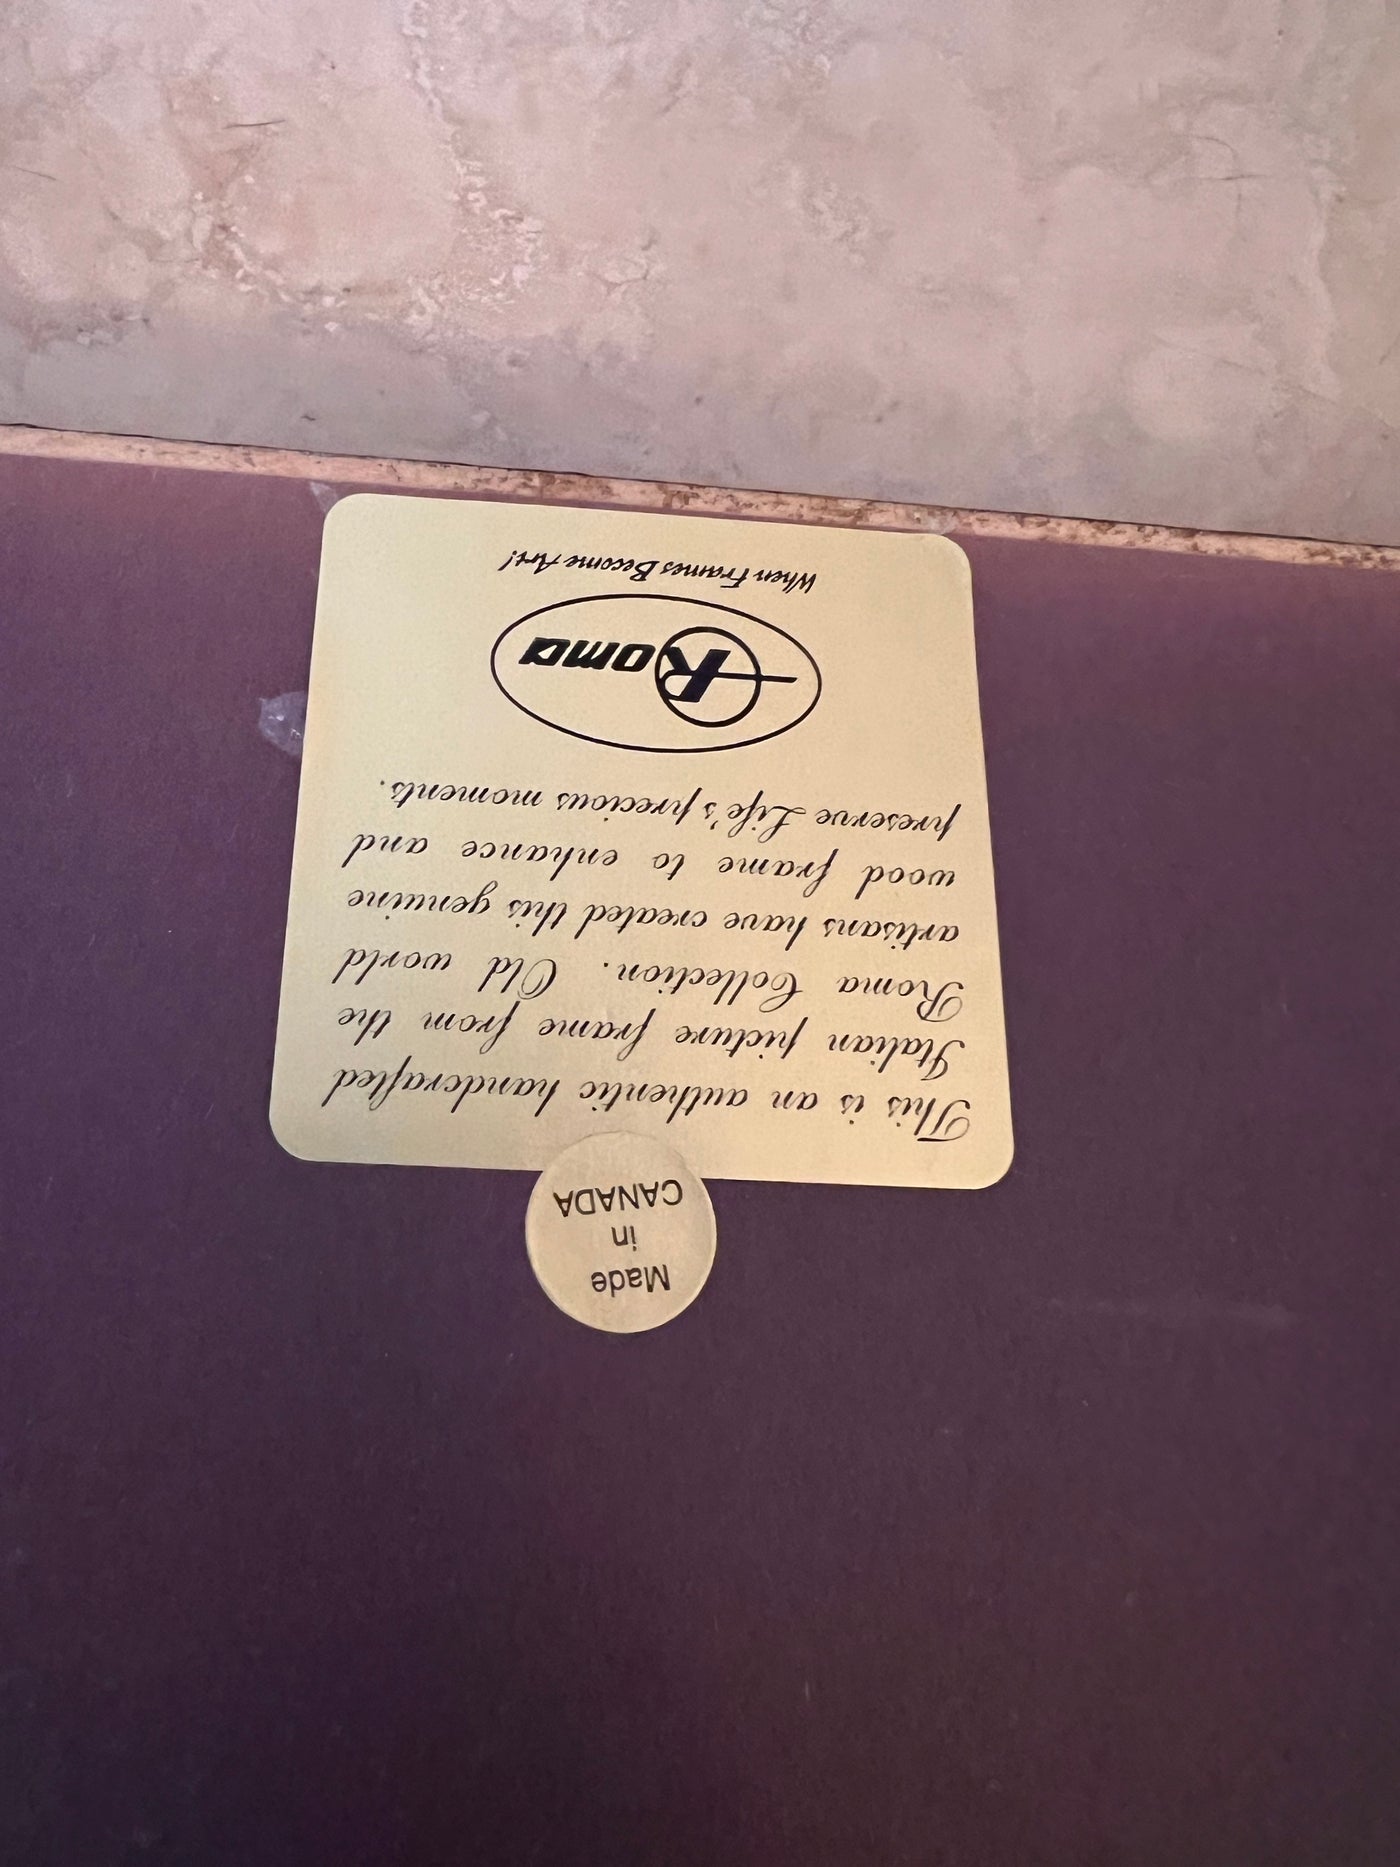 Made
in
CANADA
This is an authentic handcrafted
Italian picture frame from the
Roma Collection. Old world
artisans have created this genuine
wood frame to enhance and
preserve Life's precious moments.
Roma
When Frames Become Art!